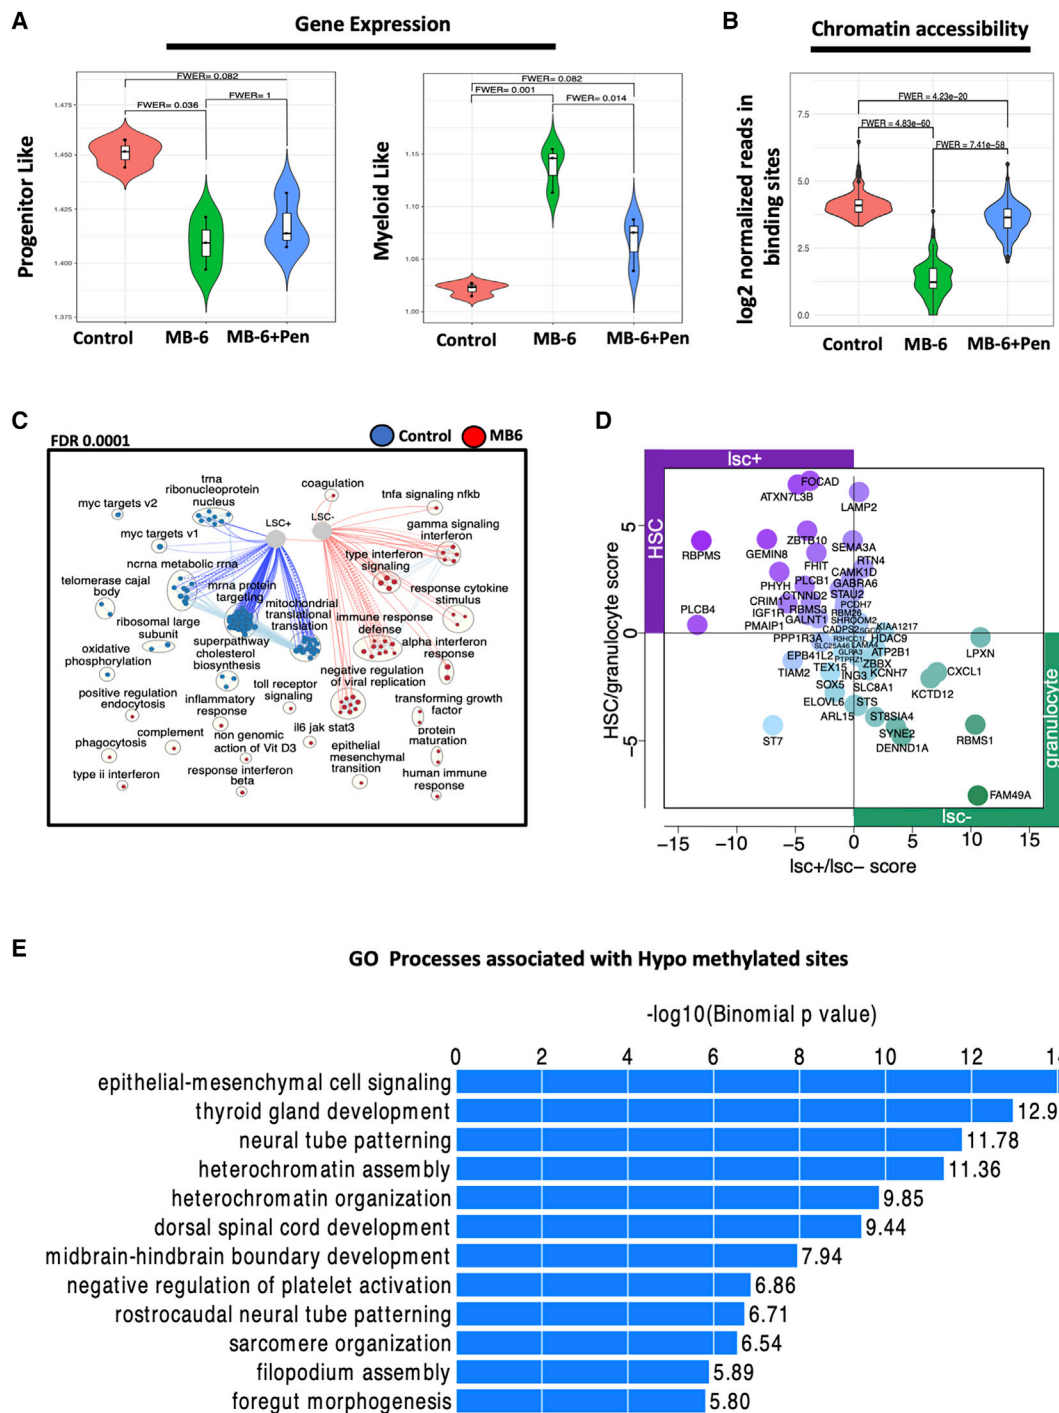 A
Gene Expression
FWER= 0.082
FWER= 1
FWER= 0.036
1.475
1.450
1.425
1.400
1.375
Progenitor Like
Control
MB-6
MB-6+Pen
FWER= 0.082
FWER= 0.001
FWER= 0.014
1.15
1.10
1.05
1.00
Myeloid Like
Control
MB-6
MB-6+Pen
B
Chromatin accessibility
FWER = 4.23e-20
FWER = 4.83e-60
FWER = 7.41e-58
7.5
5.0
2.5
0.0
log2 normalized reads in
binding sites
Control
MB-6
MB-6+Pen
C
FDR 0.0001
Control
MB6
trna
ribonucleoprotein
nucleus
coagulation
myc targets v2
tnfa signaling nfkb
LSC+
LSC-
myc targets v1
gamma signaling
interferon
type interferon
signaling
ncrna metabolic rrna
telomerase cajal
body
mrna protein
targeting
response cytokine
stimulus
mitochondrial
translational
translation
immune response
defense
ribosomal large
subunit
superpathway
cholesterol
biosynthesis
alpha interferon
response
oxidative
phosphorylation
negative regulation
of viral replication
toll receptor
signaling
positive regulation
endocytosis
inflammatory
response
transforming growth
factor
il6 jak stat3
protein
maturation
complement
non genomic
action of Vit D3
phagocytosis
epithelial
mesenchymal
transition
type ii interferon
response interferon
beta
human immune
response
D
lsc+
HSC
FOCAD
ATXN7L3B
LAMP2
RBPMS
GEMIN8
ZBTB10
SEMA3A
FHIT
RTN4
CAMK1D
PHYH
PLCB1
GABRA6
CTNND2
STAU2
CRIM1
PCDH7
PLCB4
IGF1R
RBMS3
RBM26
GALNT1
SHROOM2
PMAIP1
CADPS2
KIAA1217
PPP1R3A
R3HCC1L
HDAC9
SLC25A46
LAMA4
LPXN
GLRA3
ATP2B1
EPB41L2
PTPRZ1
ZBBX
TIAM2
TEX15
KCNH7
CXCL1
ING3
SOX5
SLC8A1
KCTD12
ELOVL6
STS
ARL15
ST8SIA4
ST7
SYNE2
RBMS1
DENND1A
FAM49A
5
0
−5
HSC/granulocyte score
granulocyte
lsc-
−15
−10
−5
0
5
10
15
lsc+/lsc− score
E
GO Processes associated with Hypo methylated sites
-log10(Binomial p value)
0 2 4 6 8 10 12
epithelial-mesenchymal cell signaling
thyroid gland development 12.9
neural tube patterning 11.78
heterochromatin assembly 11.36
heterochromatin organization 9.85
dorsal spinal cord development 9.44
midbrain-hindbrain boundary development 7.94
negative regulation of platelet activation 6.86
rostrocaudal neural tube patterning 6.71
sarcomere organization 6.54
filopodium assembly 5.89
foregut morphogenesis 5.80